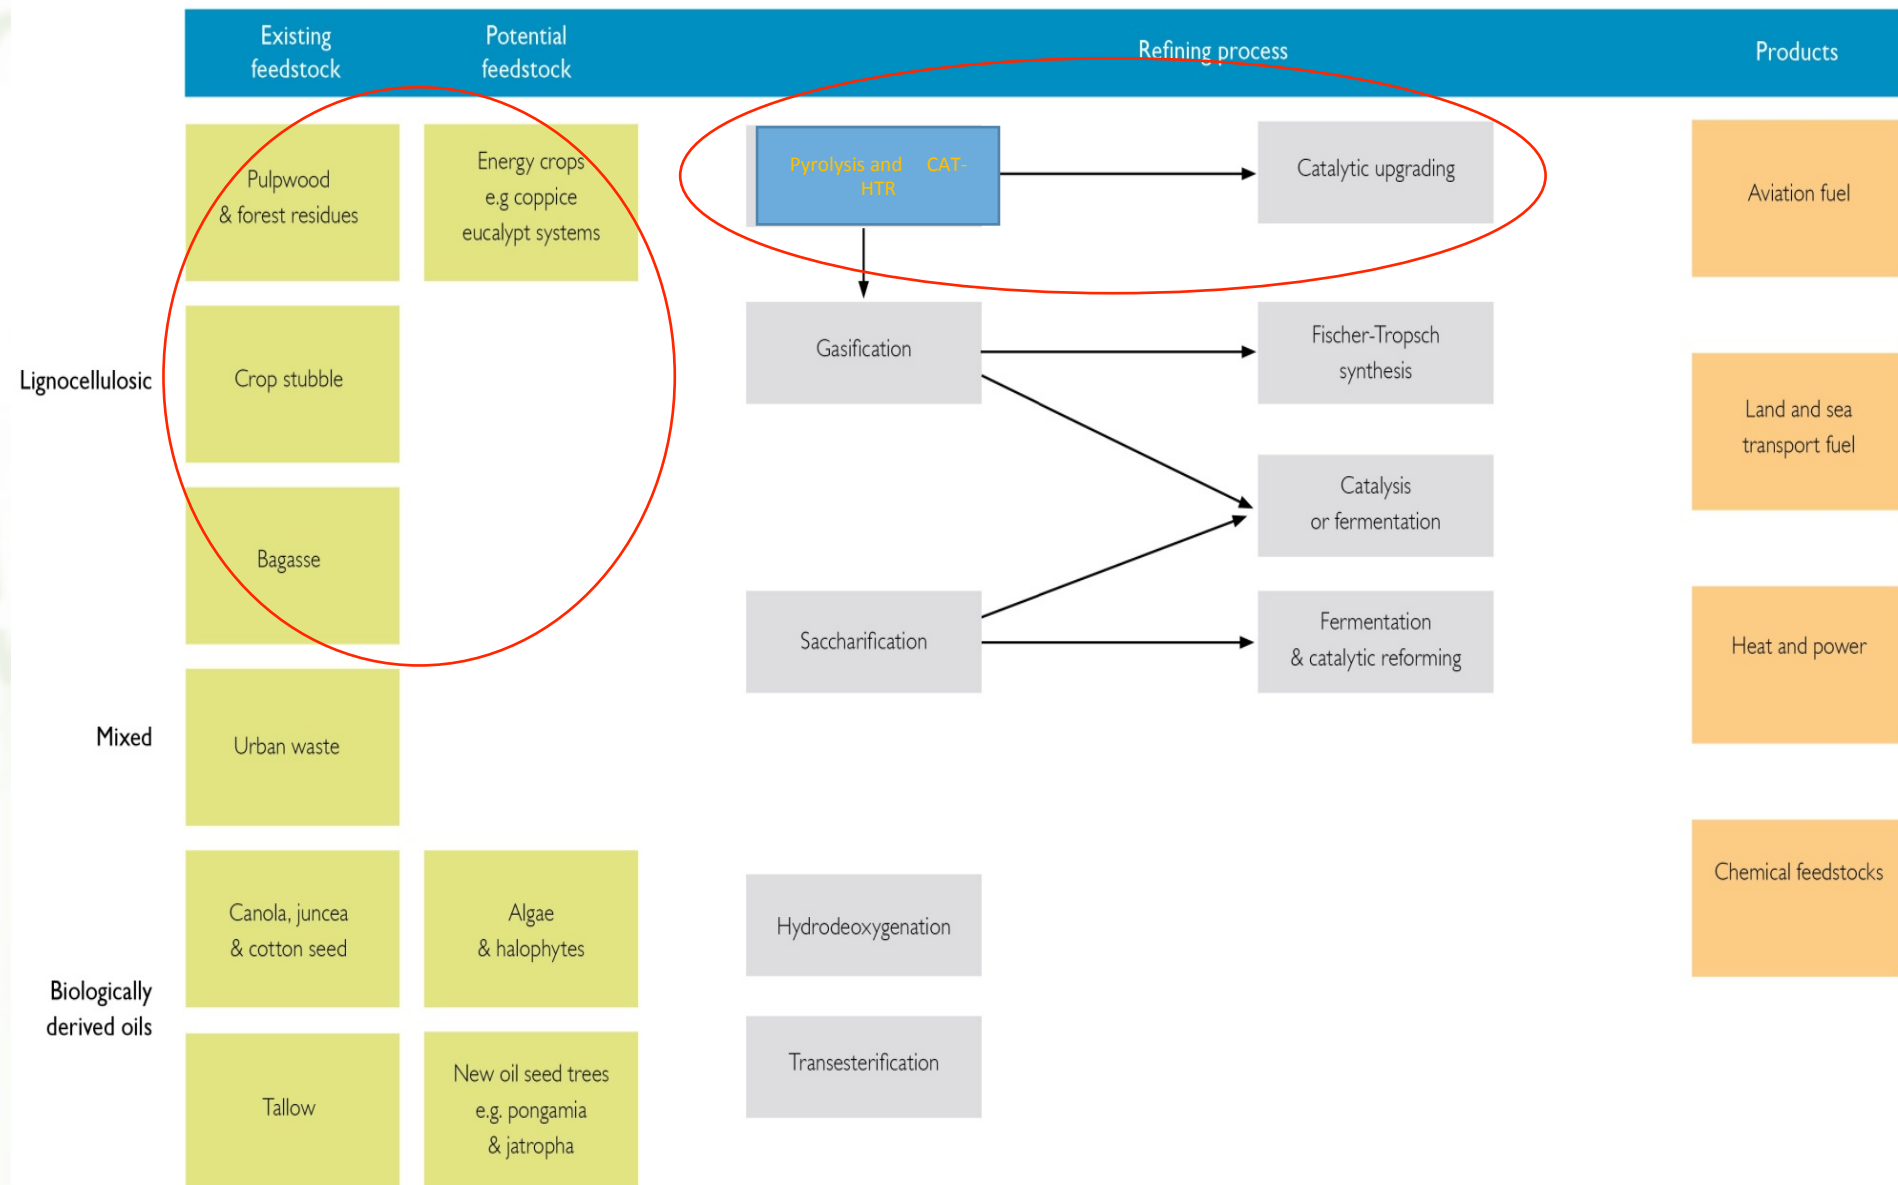 Existing
feedstock
Potential
feedstock
Refining process
Products
Lignocellulosic
Pulpwood
& forest residues
Energy crops
e.g coppice
eucalypt systems
Crop stubble
Bagasse
Mixed
Urban waste
Biologically
derived oils
Canola, juncea
& cotton seed
Algae
& halophytes
Tallow
New oil seed trees
e.g. pongamia
& jatropha
Pyrolysis and CAT-
HTR
Catalytic upgrading
Gasification
Fischer-Tropsch
synthesis
Catalysis
or fermentation
Saccharification
Fermentation
& catalytic reforming
Hydrodeoxygenation
Transesterification
Aviation fuel
Land and sea
transport fuel
Heat and power
Chemical feedstocks